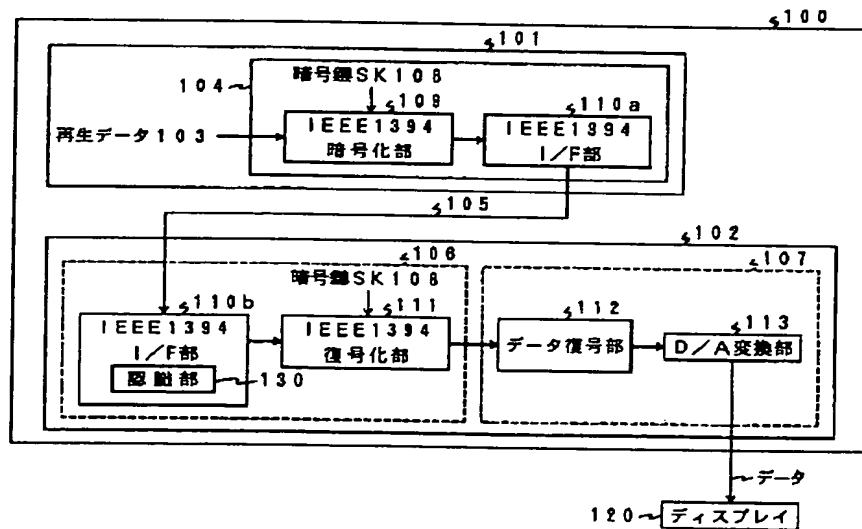 100
101
104
暗号鍵SK108
109
110a
再生データ103
IEEE1394
暗号化部
IEEE1394
I/F部
105
102
106
107
暗号鍵SK108
110b
111
112
113
IEEE1394
I/F部
認証部
130
IEEE1394
復号化部
データ復号部
D/A変換部
データ
120
ディスプレイ